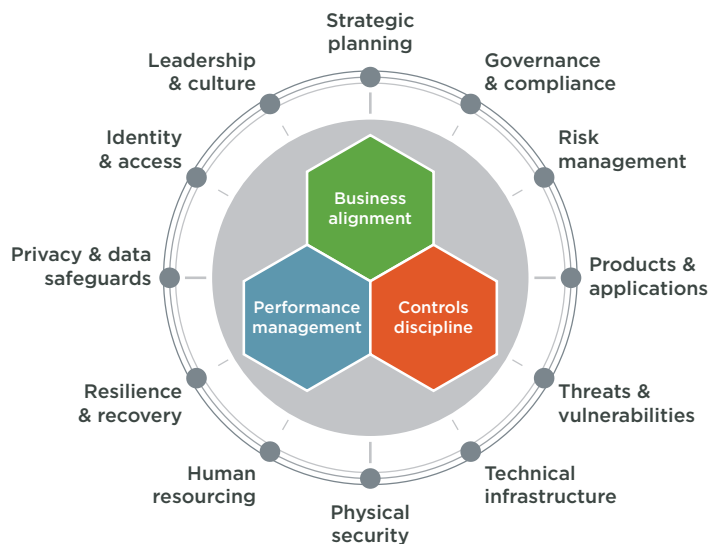 Strategic
planning
Leadership
& culture
Governance
& compliance
Identity
& access
Risk
management
Business
alignment
Privacy & data
safeguards
Products &
applications
Performance
management
Controls
discipline
Resilience
& recovery
Threats &
vulnerabilities
Human
resourcing
Technical
infrastructure
Physical
security